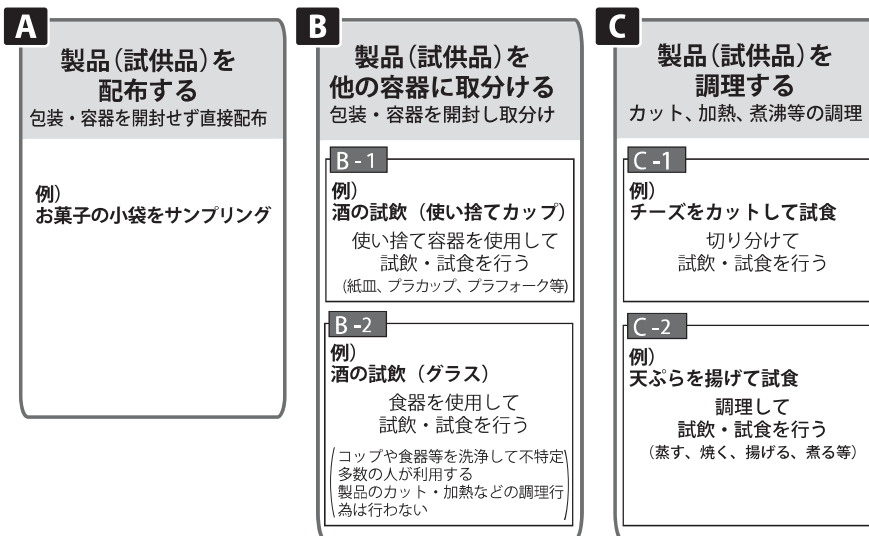 A
製品(試供品)を
配布する
包装・容器を開封せず直接配布
例)
お菓子の小袋をサンプリング
B
製品(試供品)を
他の容器に取分ける
包装・容器を開封し取分け
B-1
例)
酒の試飲(使い捨てカップ)
使い捨て容器を使用して
試飲・試食を行う
(紙皿、プラカップ、プラフォーク等)
B-2
例)
酒の試飲(グラス)
食器を使用して
試飲・試食を行う
(コップや食器等を洗浄して不特定
多数の人が利用する
製品のカット・加熱などの調理行
為は行わない)
C
製品(試供品)を
調理する
カット、加熱、煮沸等の調理
C-1
例)
チーズをカットして試食
切り分けて
試飲・試食を行う
C-2
例)
天ぷらを揚げて試食
調理して
試飲・試食を行う
(蒸す、焼く、揚げる、煮る等)